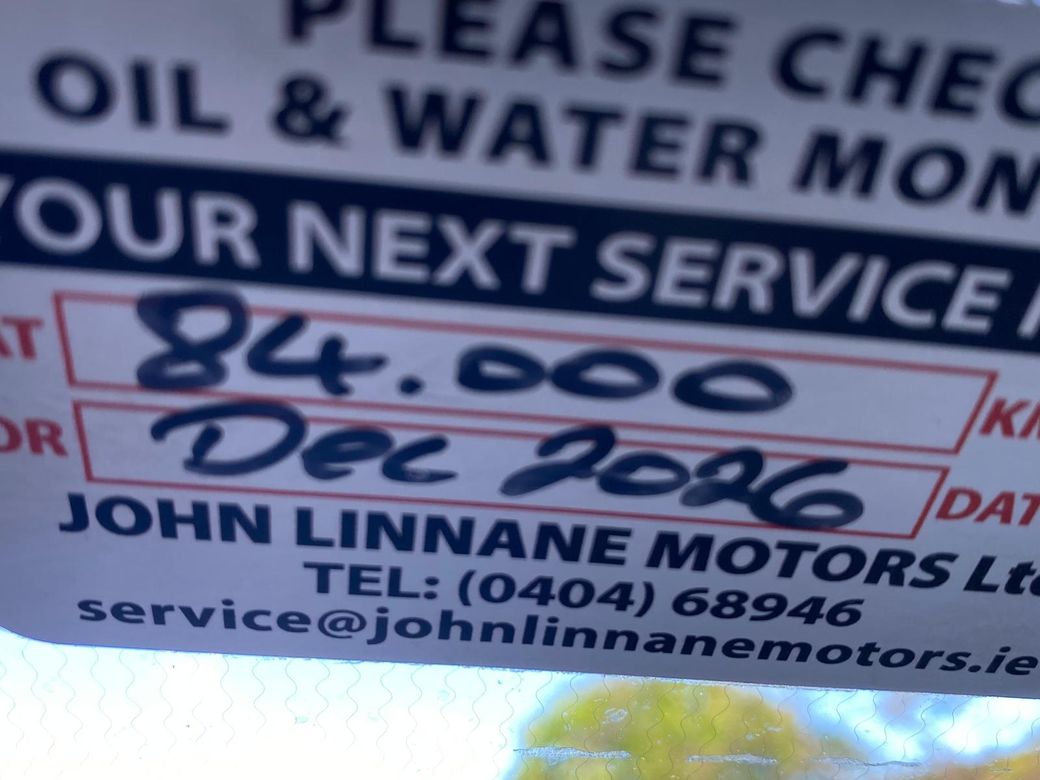 PLEASE CHEC
OIL & WATER MON
YOUR NEXT SERVICE
AT 84.000 KM
OR Dec 2026 DAT
JOHN LINNANE MOTORS Ltd
TEL: (0404) 68946
service@johnlinnanemotors.ie